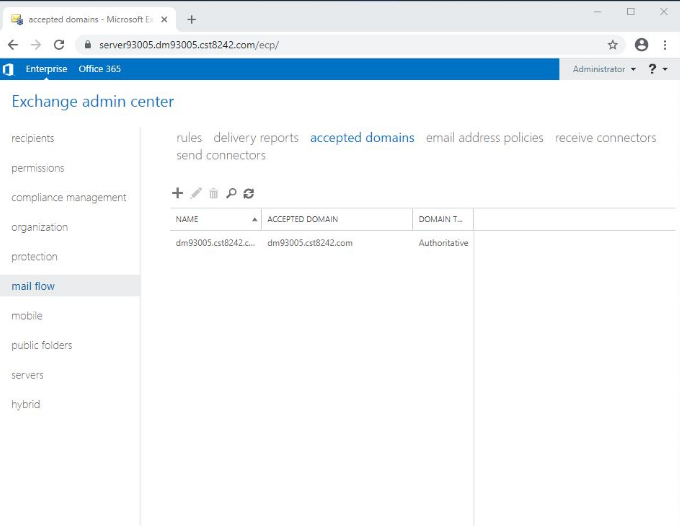 accepted domains - Microsoft Ex
server93005.dm93005.cst8242.com/ecp/
Enterprise Office 365 Administrator ?
Exchange admin center
recipients
permissions
compliance management
organization
protection
mail flow
mobile
public folders
servers
hybrid
rules delivery reports accepted domains email address policies receive connectors
send connectors
NAME ACCEPTED DOMAIN DOMAIN T...
dm93005.cst8242.c... dm93005.cst8242.com Authoritative